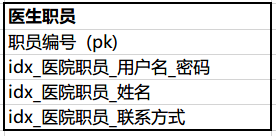 医生职员
职员编号（pk)
idx_医院职员_用户名_密码
idx_医院职员_姓名
idx_医院职员_联系方式